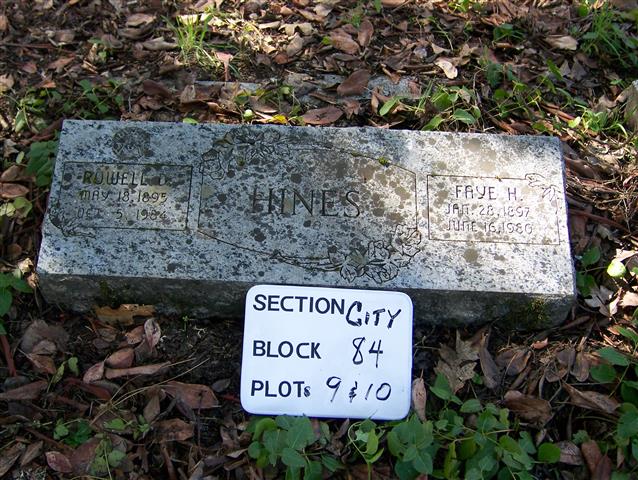 ROWELL C.
MAY 18, 1895
OCT 5, 1984
HINES
FAYE H.
JAN. 28, 1897
JUNE 16, 1980
SECTION CITY
BLOCK 84
PLOTs 9 & 10